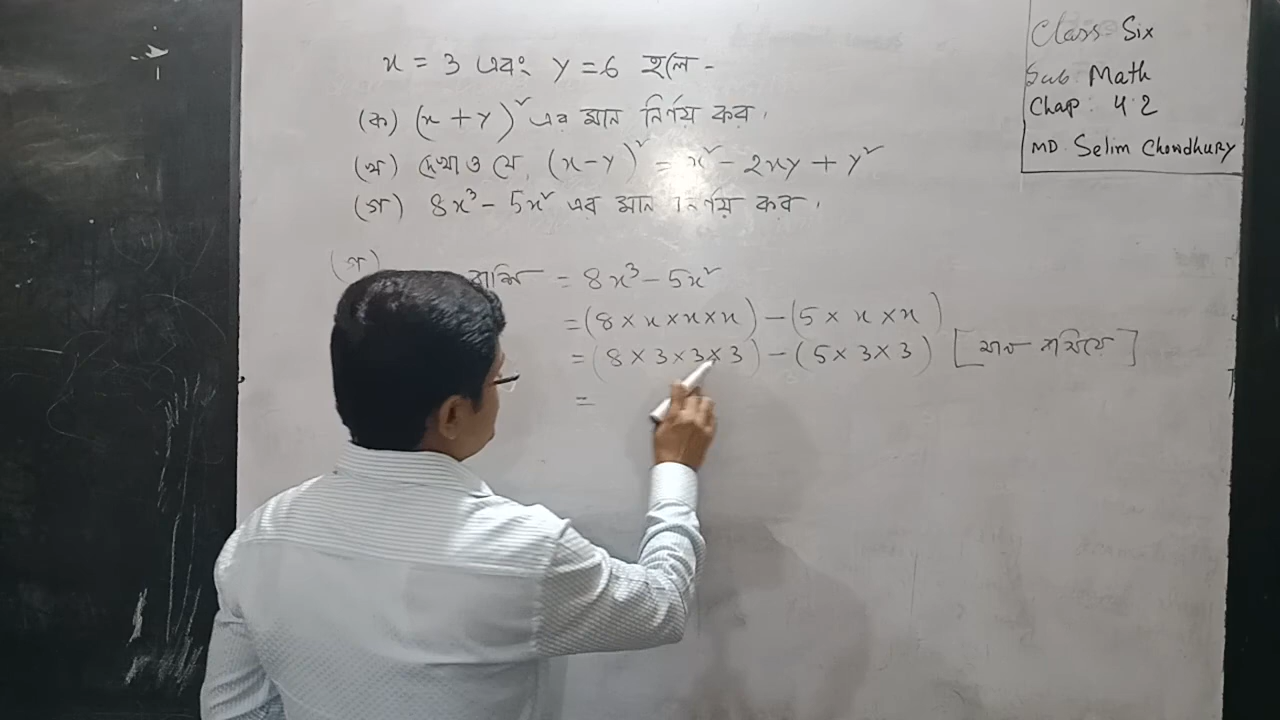 x = 3 এবং y = 6 হলে -
(ক) (x + y)² এর মান নির্ণয় কর।
(খ) দেখাও যে, (x - y)² = x² - 2xy + y²
(গ) 8x³ - 5x² এর মান নির্ণয় কর।
(গ)
রাশি = 8x³ - 5x²
= (8 × x × x × x) - (5 × x × x)
= (8 × 3 × 3 × 3) - (5 × 3 × 3) [মান বসিয়ে]
=
Class: Six
Sub: Math
Chap: 4.2
MD. Selim Chowdhury